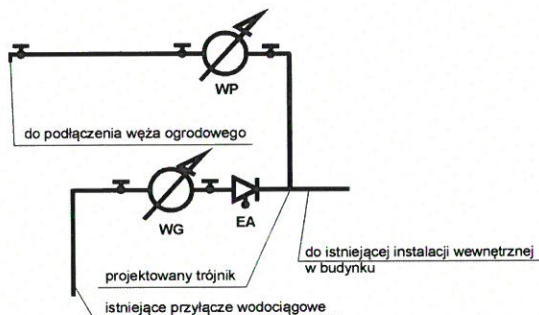 WP
do podłączenia węża ogrodowego
WG
EA
do istniejącej instalacji wewnętrznej
w budynku
projektowany trójnik
istniejące przyłącze wodociągowe